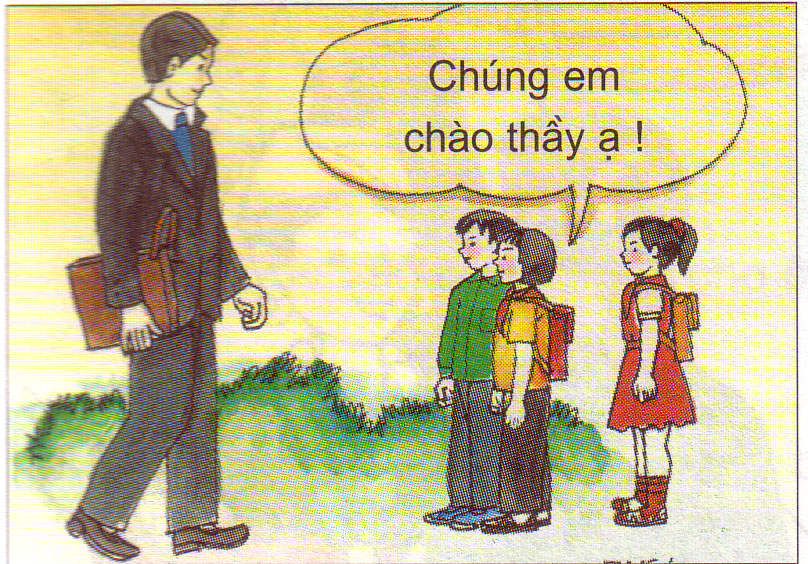 Chúng em
chào thầy ạ !